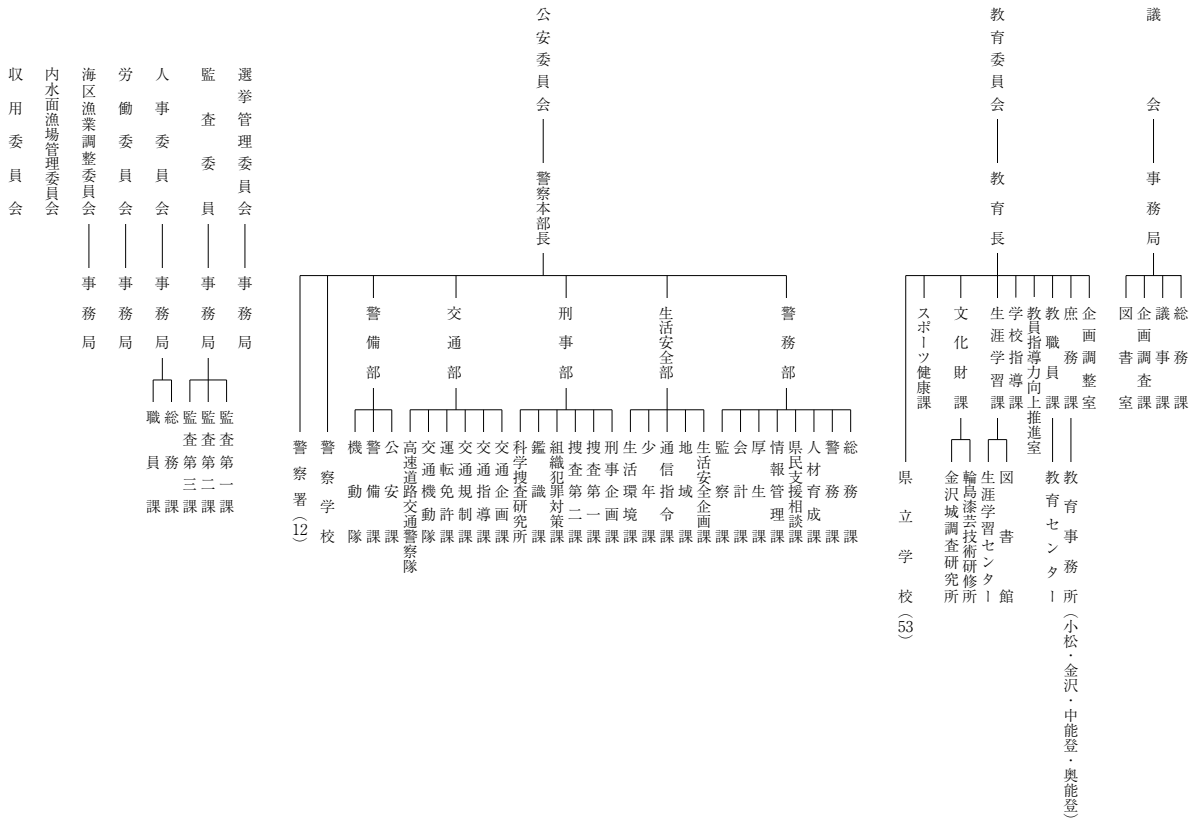 議会
事務局
総務課
議事課
企画調査課
図書室
教育委員会
教育長
企画調整室
庶務課
教育事務所(小松・金沢・中能登・奥能登)
教職員課
教育センター
教員指導力向上推進室
学校指導課
生涯学習課
図書館
生涯学習センター
文化財課
輪島漆芸技術研修所
金沢城調査研究所
スポーツ健康課
県立学校(53)
公安委員会
警察本部長
警務部
総務課
警務課
人材育成課
県民支援相談課
情報管理課
厚生課
会計課
監察課
生活安全部
生活安全企画課
地域課
通信指令課
少年課
生活環境課
刑事部
刑事企画課
捜査第一課
捜査第二課
組織犯罪対策課
鑑識課
科学捜査研究所
交通部
交通企画課
交通指導課
交通規制課
運転免許課
交通機動隊
高速道路交通警察隊
警備部
公安課
警備課
機動隊
警察学校
警察署(12)
選挙管理委員会
事務局
監査委員
事務局
監査第一課
監査第二課
監査第三課
人事委員会
事務局
総務課
職員課
労働委員会
事務局
海区漁業調整委員会
事務局
内水面漁場管理委員会
収用委員会